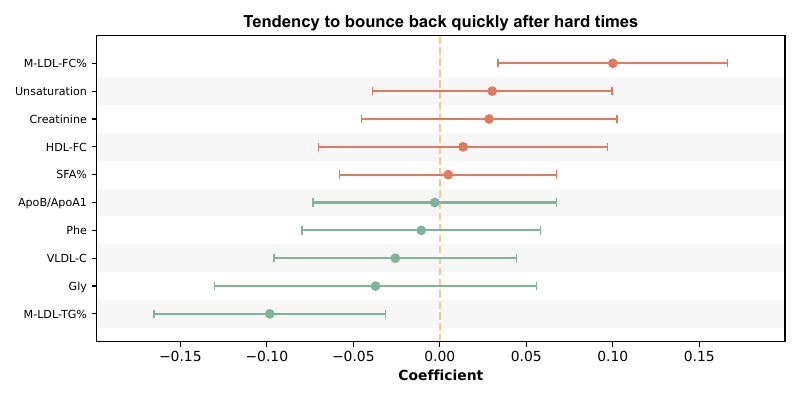 Tendency to bounce back quickly after hard times
M-LDL-FC%
Unsaturation
Creatinine
HDL-FC
SFA%
ApoB/ApoA1
Phe
VLDL-C
Gly
M-LDL-TG%
−0.15 −0.10 −0.05 0.00 0.05 0.10 0.15
Coefficient